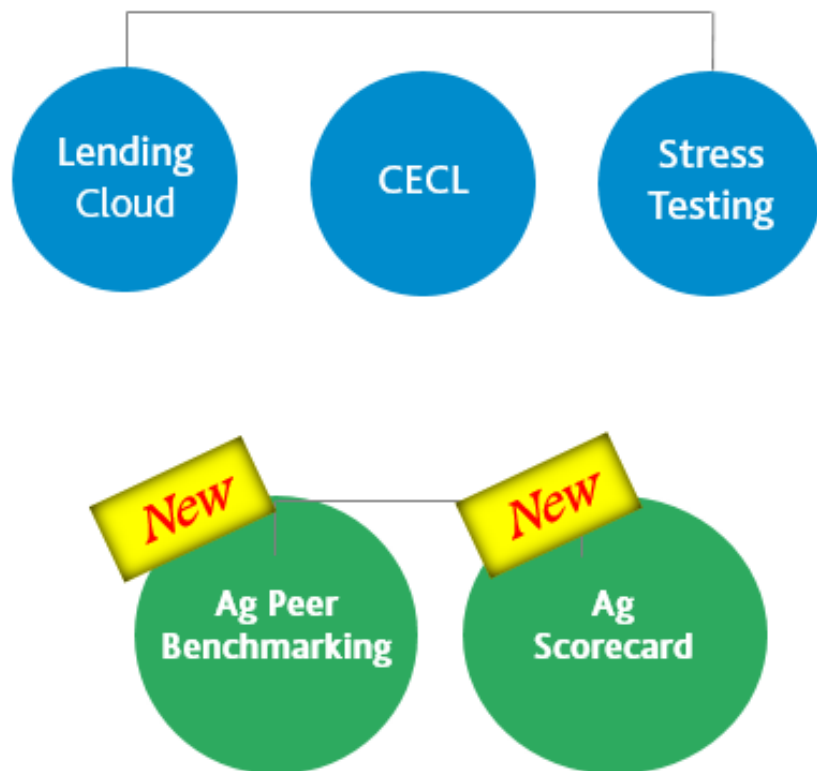 Lending
Cloud
CECL
Stress
Testing
New
New
Ag Peer
Benchmarking
Ag
Scorecard